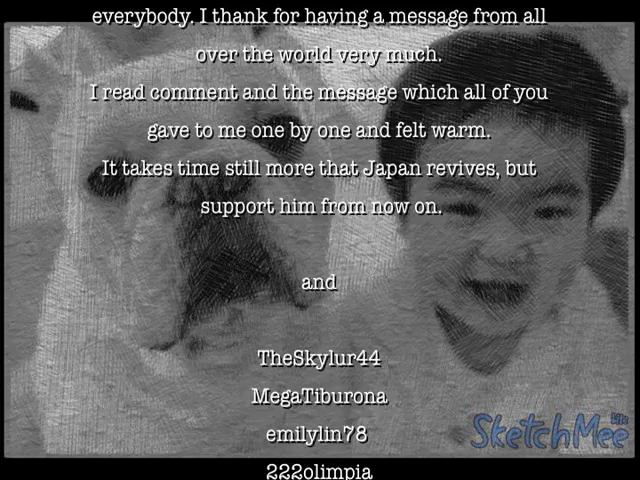 everybody. I thank for having a message from all
over the world very much.
I read comment and the message which all of you
gave to me one by one and felt warm.
It takes time still more that Japan revives, but
support him from now on.
and
TheSkylur44
MegaTiburona
emilylin78
222olimpia
SketchMee
lite